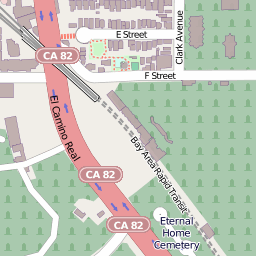 E Street
Clark Avenue
CA 82
F Street
El Camino Real
Bay Area Rapid Transit
CA 82
CA 82
Eternal
Home
Cemetery